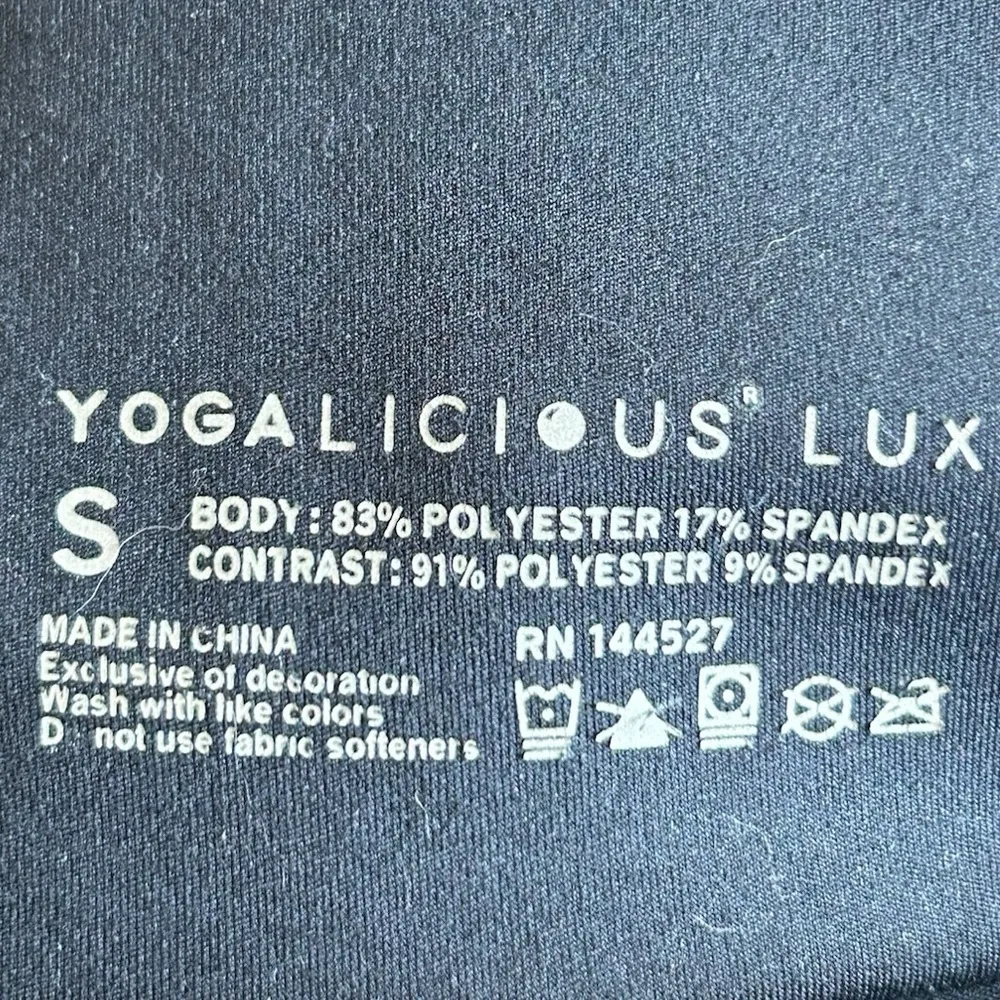 YOGALICIOUS® LUX
S
BODY: 83% POLYESTER 17% SPANDEX
CONTRAST: 91% POLYESTER 9% SPANDEX
MADE IN CHINA
Exclusive of decoration
Wash with like colors
Do not use fabric softeners
RN 144527